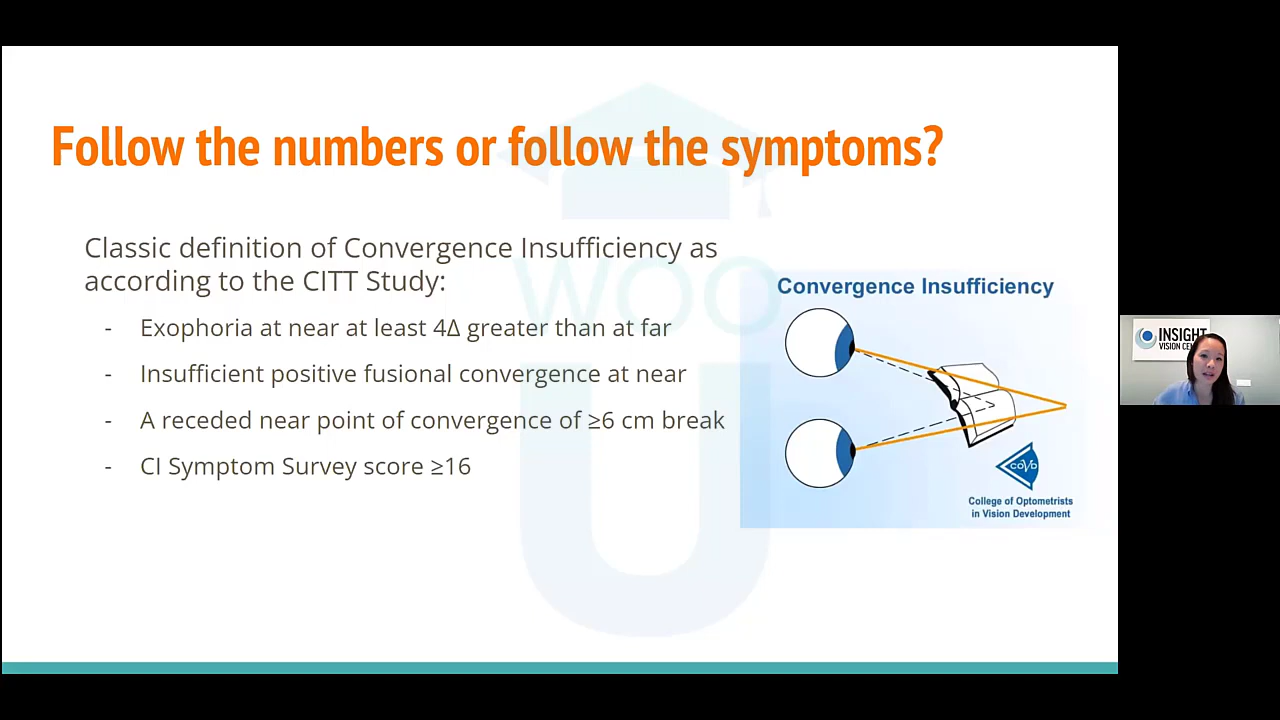 Follow the numbers or follow the symptoms?
Classic definition of Convergence Insufficiency as
according to the CITT Study:
- Exophoria at near at least 4Δ greater than at far
- Insufficient positive fusional convergence at near
- A receded near point of convergence of ≥6 cm break
- CI Symptom Survey score ≥16
WOO
U
Convergence Insufficiency
COVD
College of Optometrists
in Vision Development
INSIGHT
VISION